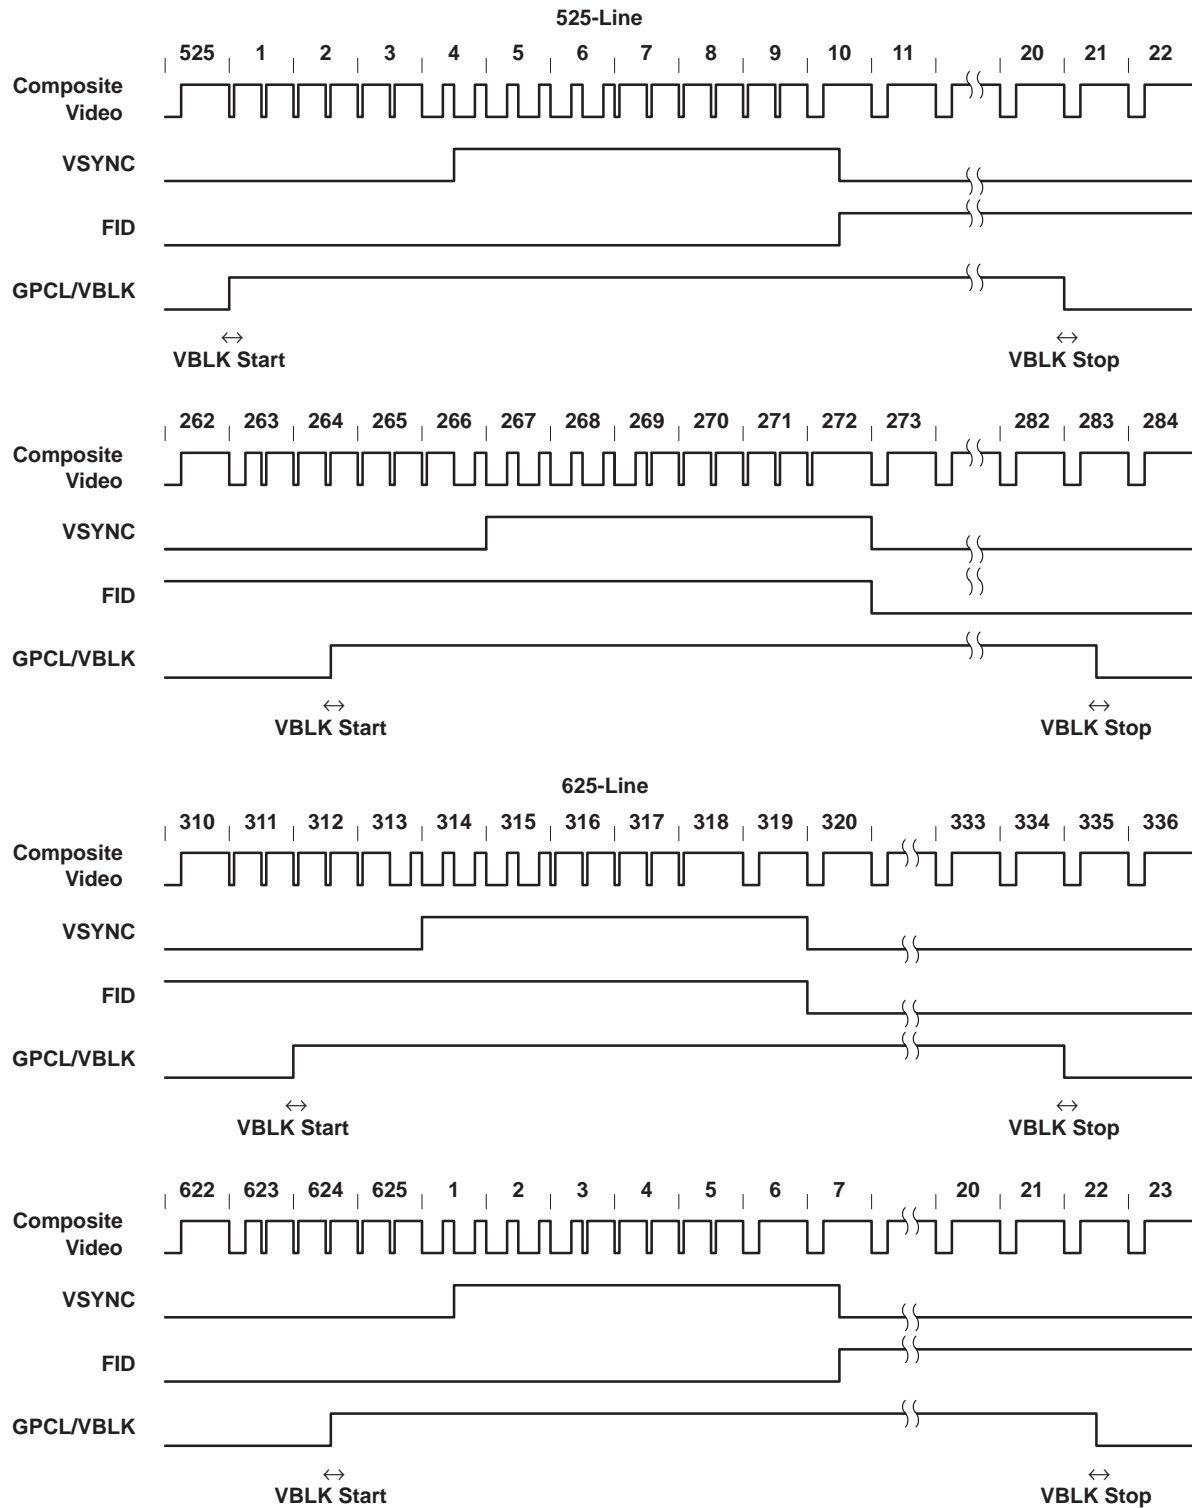 525-Line
525 1 2 3 4 5 6 7 8 9 10 11 20 21 22
Composite
Video
VSYNC
FID
GPCL/VBLK
VBLK Start VBLK Stop
262 263 264 265 266 267 268 269 270 271 272 273 282 283 284
Composite
Video
VSYNC
FID
GPCL/VBLK
VBLK Start VBLK Stop
625-Line
310 311 312 313 314 315 316 317 318 319 320 333 334 335 336
Composite
Video
VSYNC
FID
GPCL/VBLK
VBLK Start VBLK Stop
622 623 624 625 1 2 3 4 5 6 7 20 21 22 23
Composite
Video
VSYNC
FID
GPCL/VBLK
VBLK Start VBLK Stop